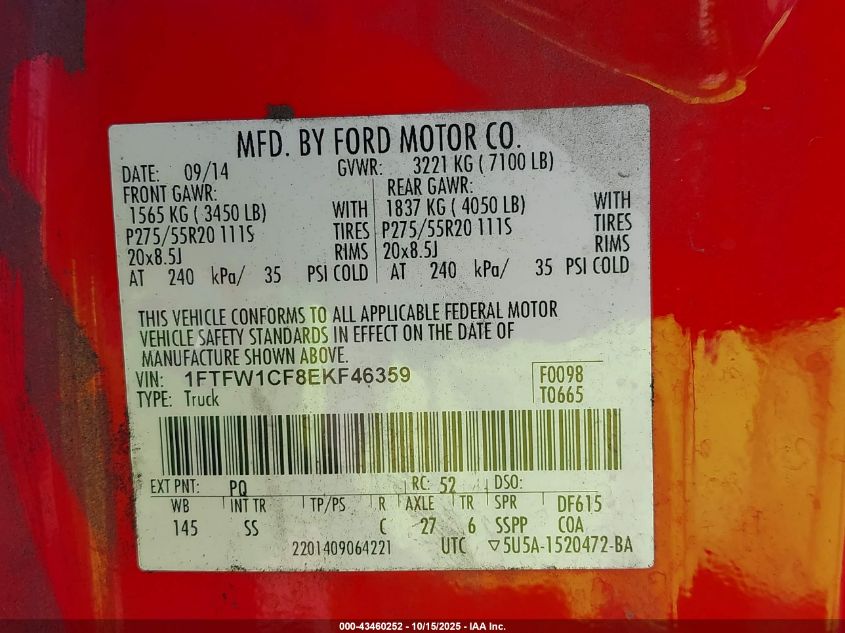 MFD. BY FORD MOTOR CO.
DATE: 09/14 GVWR: 3221 KG ( 7100 LB)
FRONT GAWR: REAR GAWR:
1565 KG ( 3450 LB) WITH 1837 KG ( 4050 LB) WITH
P275/55R20 111S TIRES P275/55R20 111S TIRES
20x8.5J RIMS 20x8.5J RIMS
AT 240 kPa/ 35 PSI COLD AT 240 kPa/ 35 PSI COLD
THIS VEHICLE CONFORMS TO ALL APPLICABLE FEDERAL MOTOR
VEHICLE SAFETY STANDARDS IN EFFECT ON THE DATE OF
MANUFACTURE SHOWN ABOVE.
VIN: 1FTFW1CF8EKF46359 F0098
TYPE: Truck T0665
EXT PNT: PQ RC: 52 DSO:
WB INT TR TP/PS R AXLE TR SPR DF615
145 SS C 27 6 SSPP COA
2201409064221 UTC ▽5U5A-1520472-BA
000-43460252 - 10/15/2025 - IAA Inc.